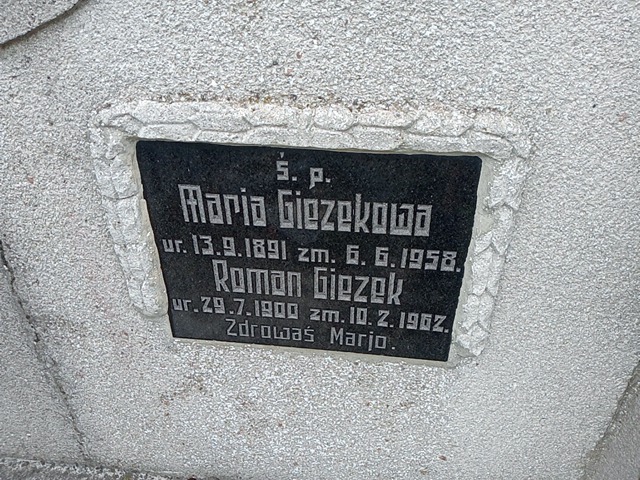 Ś. p.
Maria Giezekowa
ur. 13.9.1891 zm. 6.6.1958.
Roman Giezek
ur. 29.7.1900 zm. 10.2.1962.
Zdrowaś Marjo.